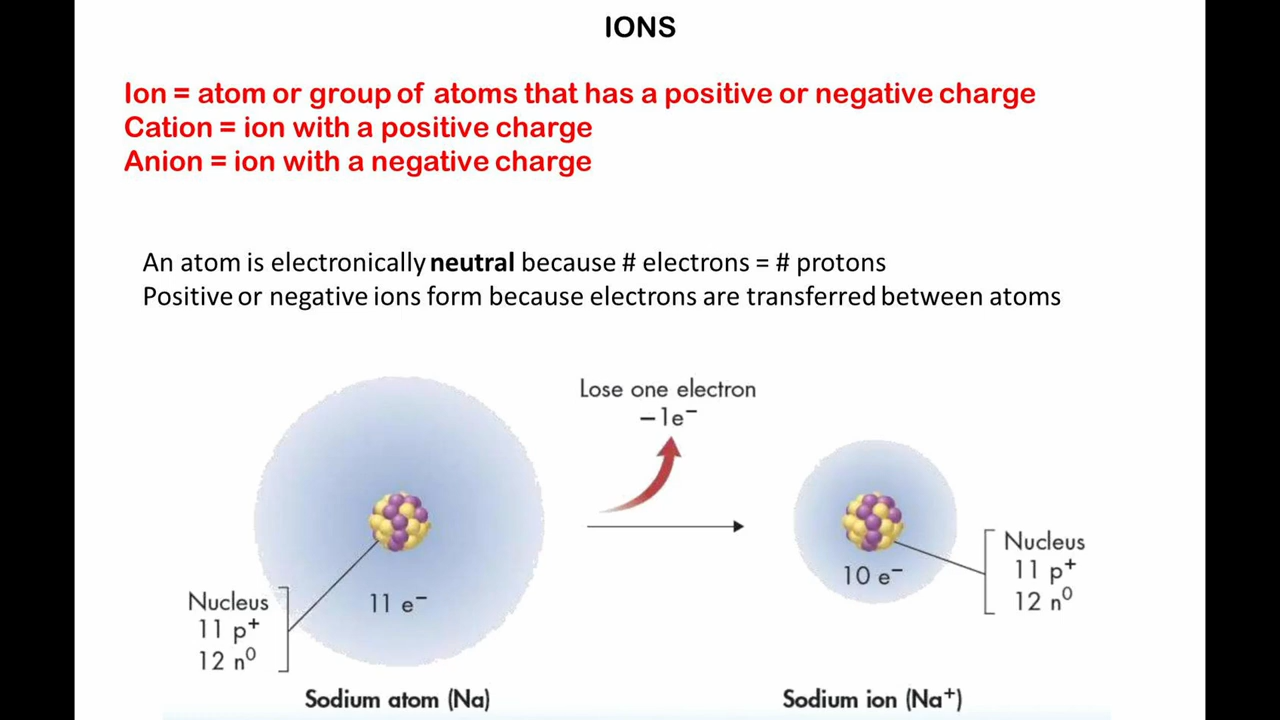 IONS
Ion = atom or group of atoms that has a positive or negative charge
Cation = ion with a positive charge
Anion = ion with a negative charge
An atom is electronically neutral because # electrons = # protons
Positive or negative ions form because electrons are transferred between atoms
Lose one electron
−1e⁻
Nucleus
11 p⁺
12 n⁰
11 e⁻
Sodium atom (Na)
10 e⁻
Nucleus
11 p⁺
12 n⁰
Sodium ion (Na⁺)